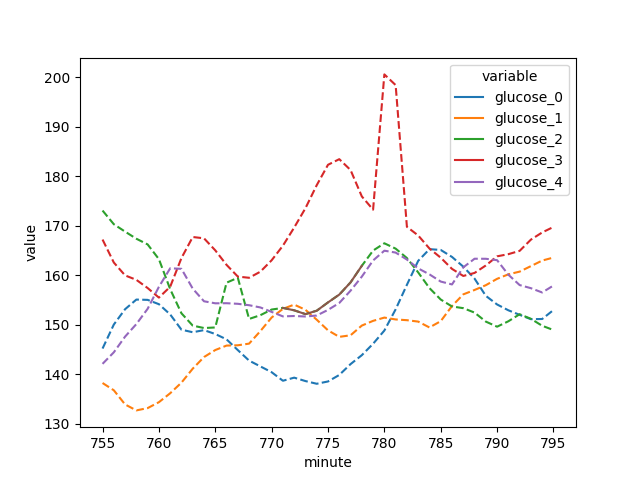 variable
glucose_0
glucose_1
glucose_2
glucose_3
glucose_4
200
190
180
170
160
150
140
130
value
755 760 765 770 775 780 785 790 795
minute